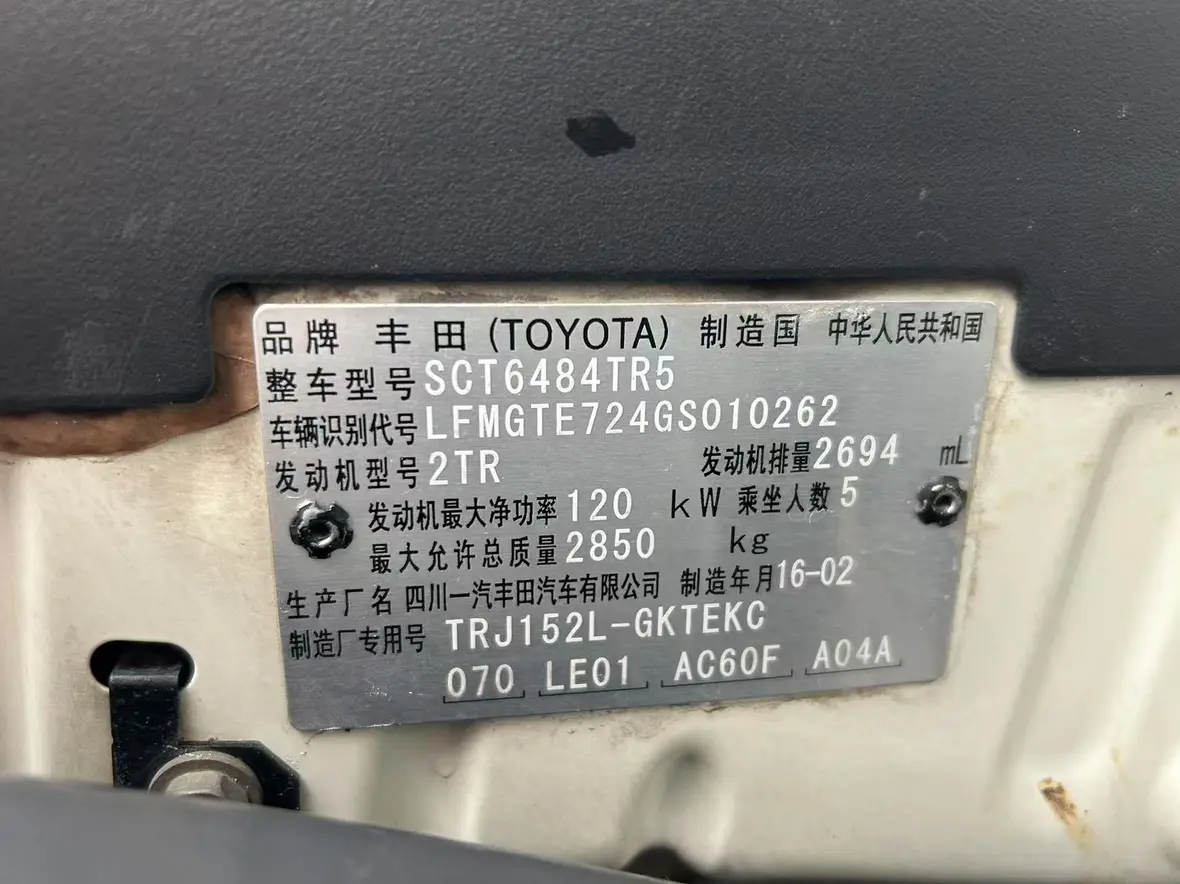 品牌 丰田(TOYOTA) 制造国 中华人民共和国
整车型号 SCT6484TR5
车辆识别代号 LFMGTE724GS010262
发动机型号 2TR 发动机排量 2694 mL
发动机最大净功率 120 kW 乘坐人数 5
最大允许总质量 2850 kg
生产厂名 四川一汽丰田汽车有限公司 制造年月 16-02
制造厂专用号 TRJ152L-GKTEKC
070 LE01 AC60F A04A